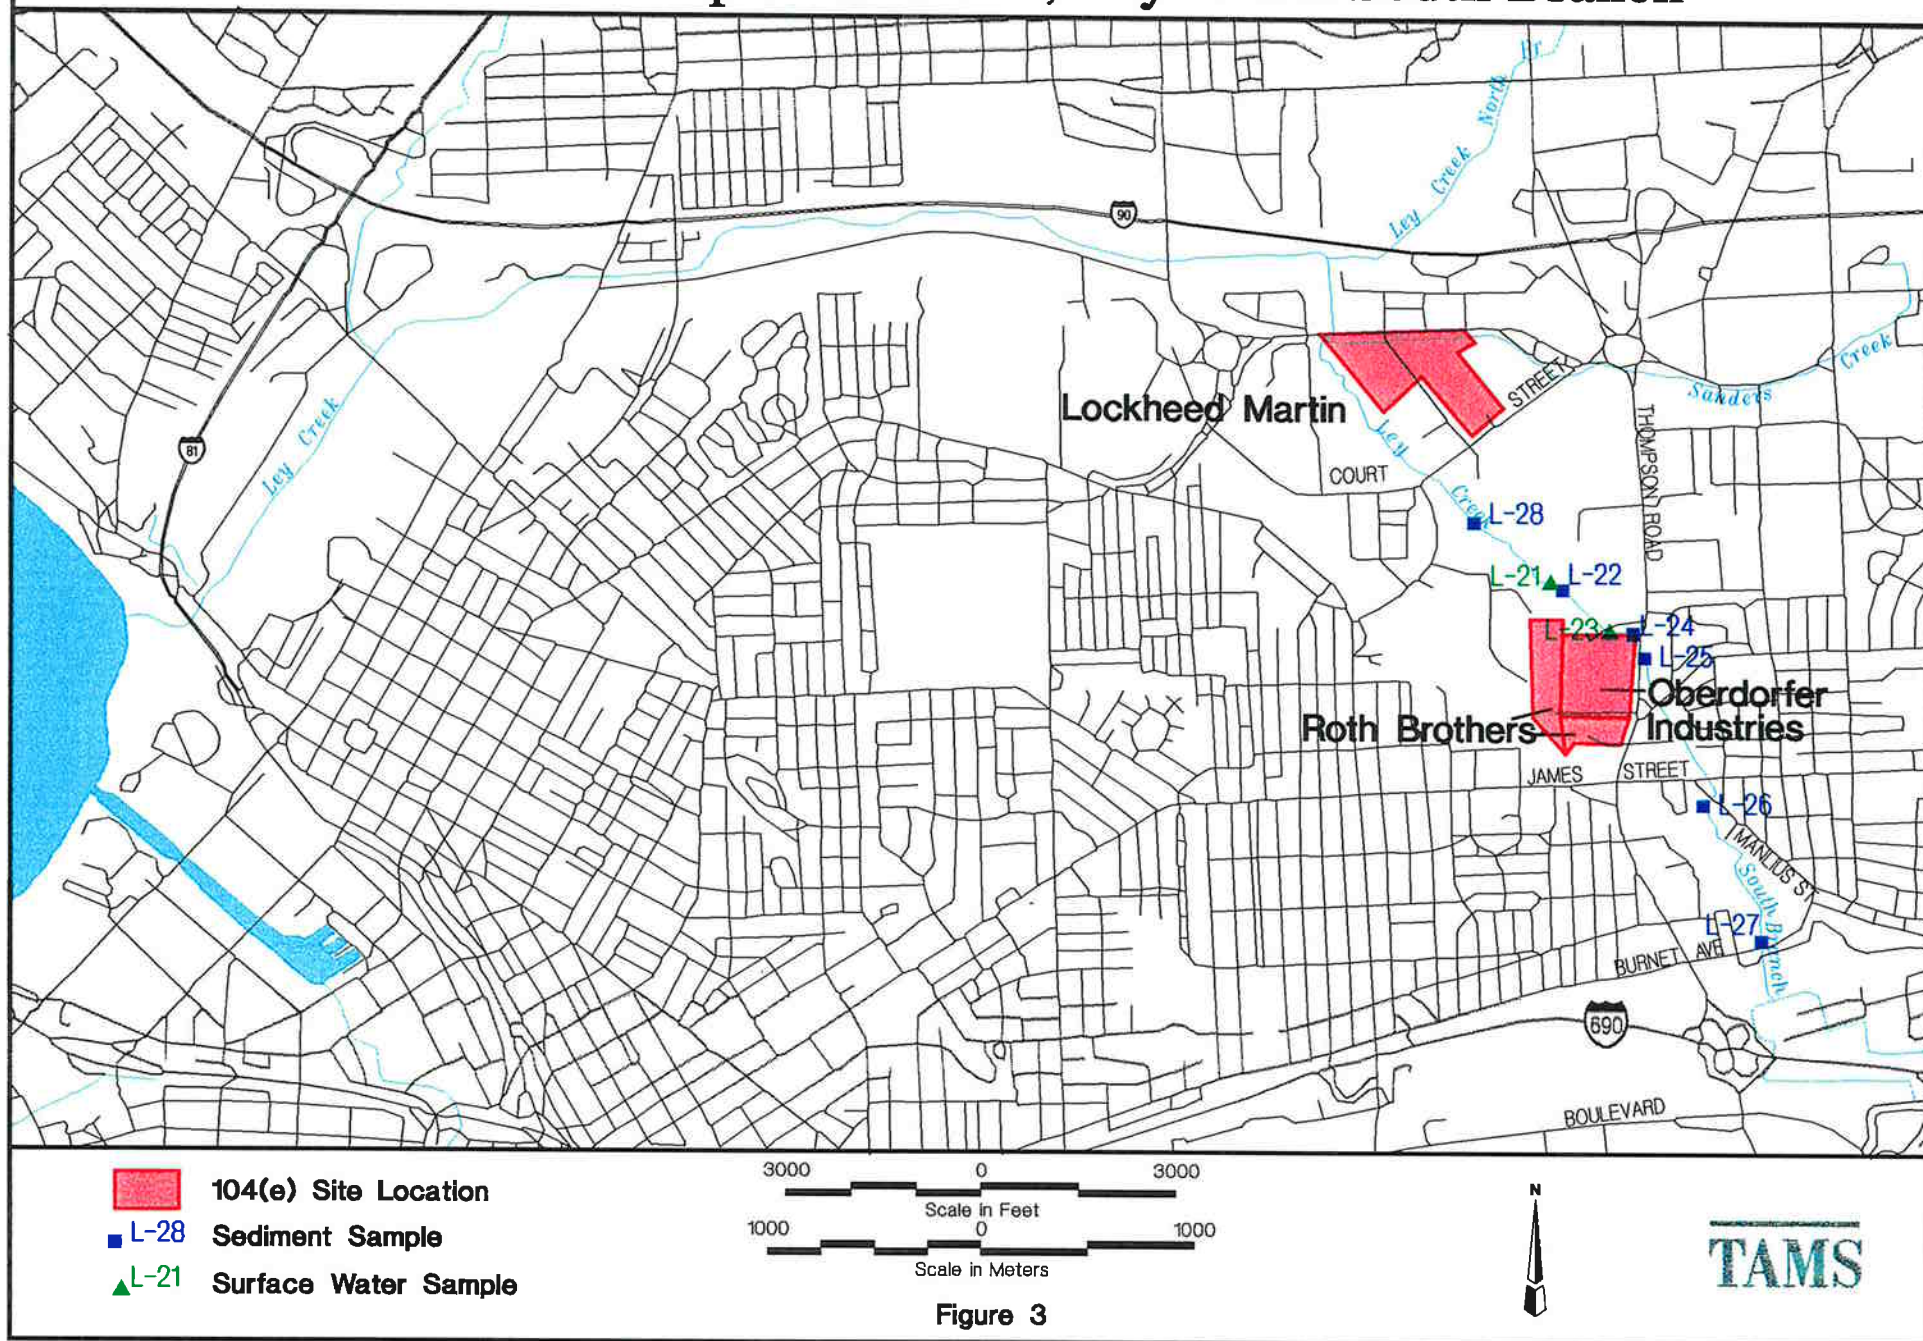 North Br
Ley Creek
90
Creek
Sanders
STREET
Lockheed Martin
Ley
Creek
COURT
THOMPSON ROAD
81
Ley Creek
L-28
L-21
L-22
L-23
L-24
L-25
Oberdorfer
Industries
Roth Brothers
JAMES STREET
L-26
MANLIUS ST
South Branch
L-27
BURNET AVE
690
BOULEVARD
104(e) Site Location
L-28 Sediment Sample
L-21 Surface Water Sample
3000 0 3000
Scale in Feet
1000 0 1000
Scale in Meters
Figure 3
N
TAMS